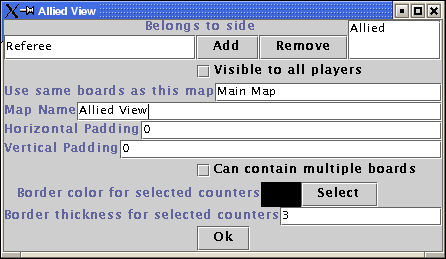 Allied View
Belongs to side Allied
Referee Add Remove
Visible to all players
Use same boards as this map Main Map
Map Name Allied View
Horizontal Padding 0
Vertical Padding 0
Can contain multiple boards
Border color for selected counters Select
Border thickness for selected counters 3
Ok